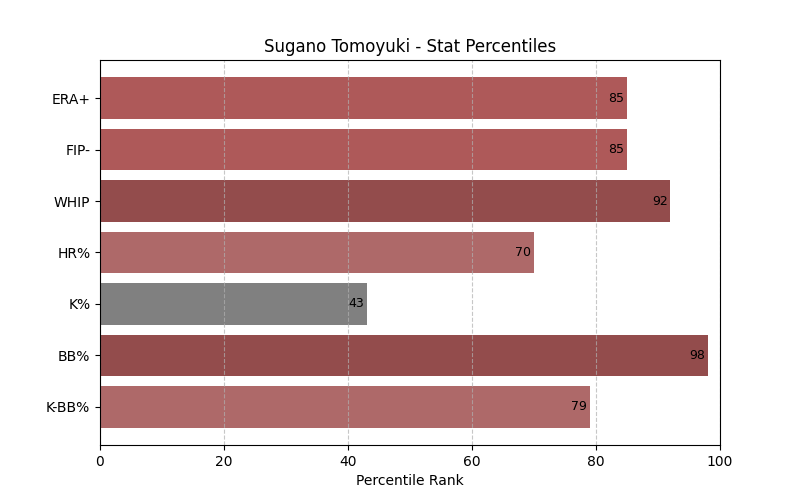 Sugano Tomoyuki - Stat Percentiles
ERA+ 85
FIP- 85
WHIP 92
HR% 70
K% 43
BB% 98
K-BB% 79
0 20 40 60 80 100
Percentile Rank